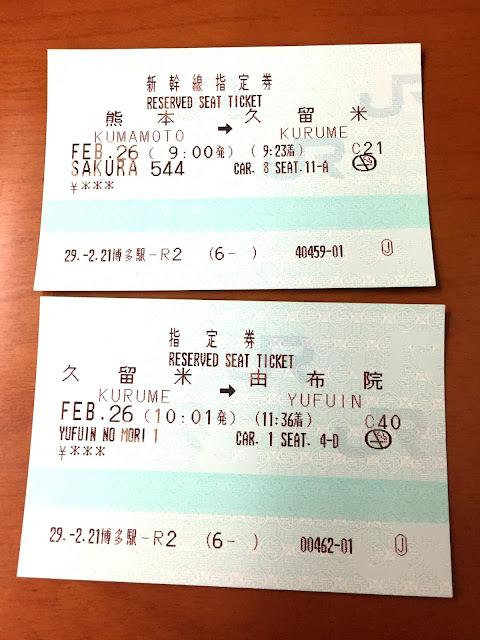 新幹線指定券
RESERVED SEAT TICKET
熊本 → 久留米
KUMAMOTO KURUME
FEB.26 ( 9:00発) ( 9:23着) C21
SAKURA 544 CAR. 8 SEAT.11-A
¥***
29.-2.21博多駅-R2 (6- ) 40459-01 Ⓙ
指定券
RESERVED SEAT TICKET
久留米 → 由布院
KURUME YUFUIN
FEB.26 (10:01発) (11:36着) C40
YUFUIN NO MORI 1 CAR. 1 SEAT. 4-D
¥***
29.-2.21博多駅-R2 (6- ) 00462-01 Ⓙ